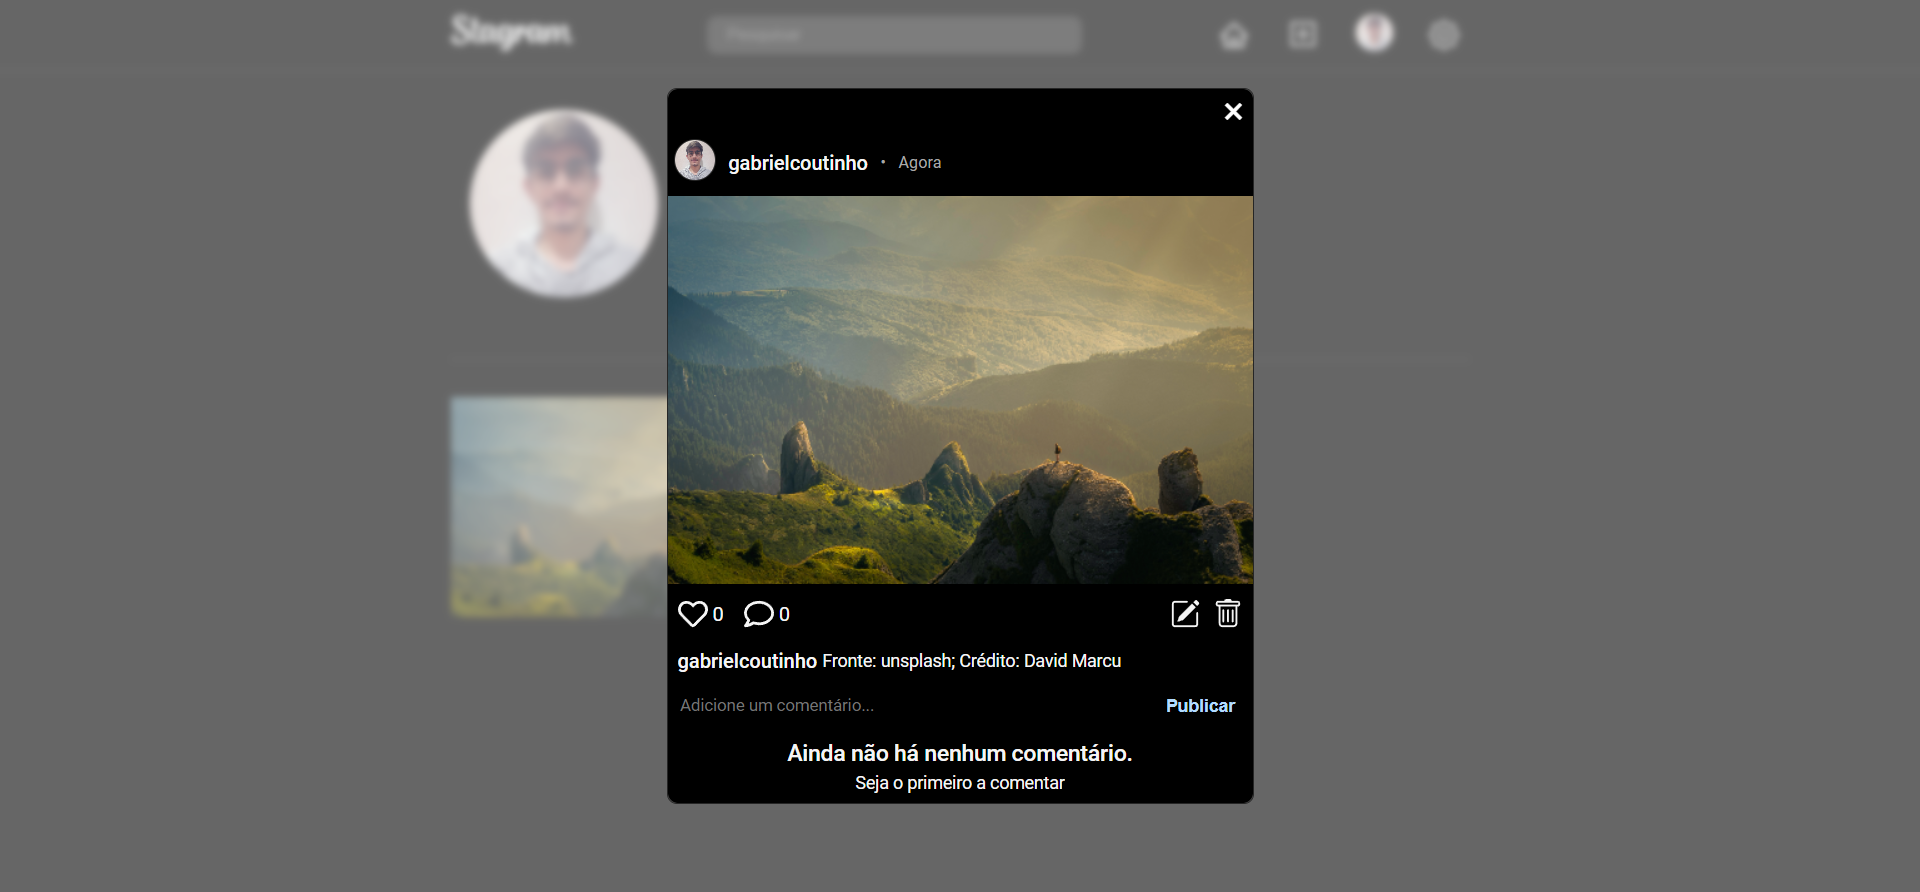 Stagram
Pesquisar
gabrielcoutinho • Agora
0 0
gabrielcoutinho Fronte: unsplash; Crédito: David Marcu
Adicione um comentário... Publicar
Ainda não há nenhum comentário.
Seja o primeiro a comentar